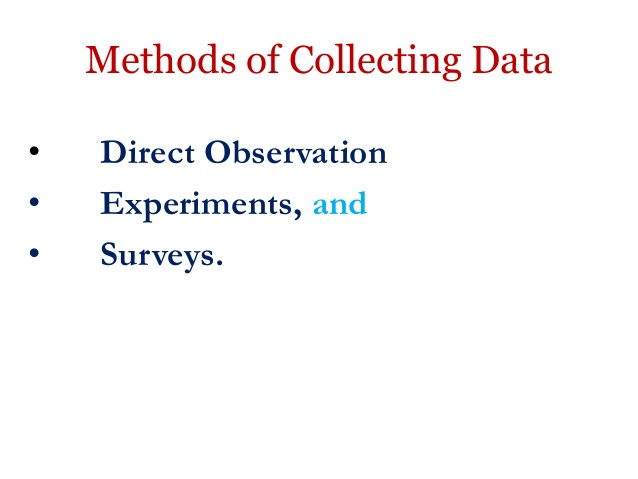 Methods of Collecting Data
• Direct Observation
• Experiments, and
• Surveys.